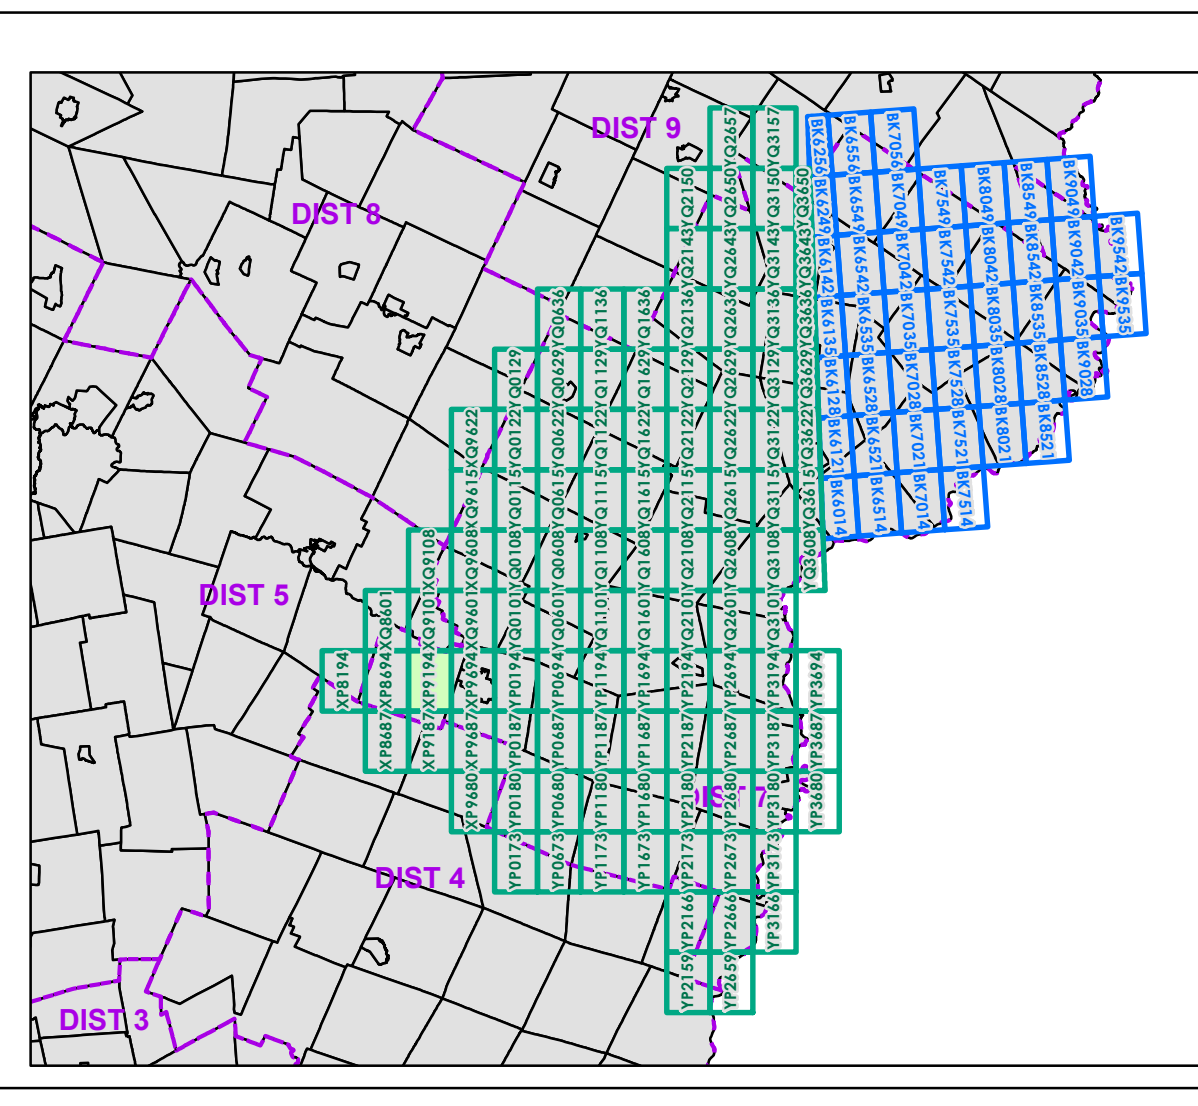 DIST 9
DIST 8
DIST 5
DIST 7
DIST 4
DIST 3
YQ2657 YQ3157
YQ2150 YQ2650 YQ3150 YQ3650
YQ2143 YQ2643 YQ3143 YQ3643
YQ0636 YQ1136 YQ1636 YQ2136 YQ2636 YQ3136 YQ3636
YQ0129 YQ0629 YQ1129 YQ1629 YQ2129 YQ2629 YQ3129 YQ3629
XQ9622 YQ0122 YQ0622 YQ1122 YQ1622 YQ2122 YQ2622 YQ3122 YQ3622
XQ9615 YQ0115 YQ0615 YQ1115 YQ1615 YQ2115 YQ2615 YQ3115
XQ9108 XQ9608 YQ0108 YQ0608 YQ1108 YQ1608 YQ2108 YQ2608 YQ3108 YQ3608
XQ8601 XQ9101 XQ9601 YQ0101 YQ0601 YQ1101 YQ1601 YQ2101 YQ2601 YQ3101
XP8194 XP8694 XP9194 XP9694 YP0194 YP0694 YP1194 YP1694 YP2194 YP2694 YP3194 YP3694
XP8687 XP9187 XP9687 YP0187 YP0687 YP1187 YP1687 YP2187 YP2687 YP3187 YP3687
XP9680 YP0180 YP0680 YP1180 YP1680 YP2180 YP2680 YP3180 YP3680
YP0173 YP0673 YP1173 YP1673 YP2173 YP2673 YP3173
YP2166 YP2666 YP3166
YP2159 YP2659
BK6256 BK6556 BK7056
BK6249 BK6549 BK7049 BK7549 BK8049 BK8549 BK9049
BK6142 BK6542 BK7042 BK7542 BK8042 BK8542 BK9042 BK9542
BK6135 BK6535 BK7035 BK7535 BK8035 BK8535 BK9035 BK9535
BK6128 BK6528 BK7028 BK7528 BK8028 BK8528 BK9028
BK6121 BK6521 BK7021 BK7521 BK8021 BK8521
BK6014 BK6514 BK7014 BK7514